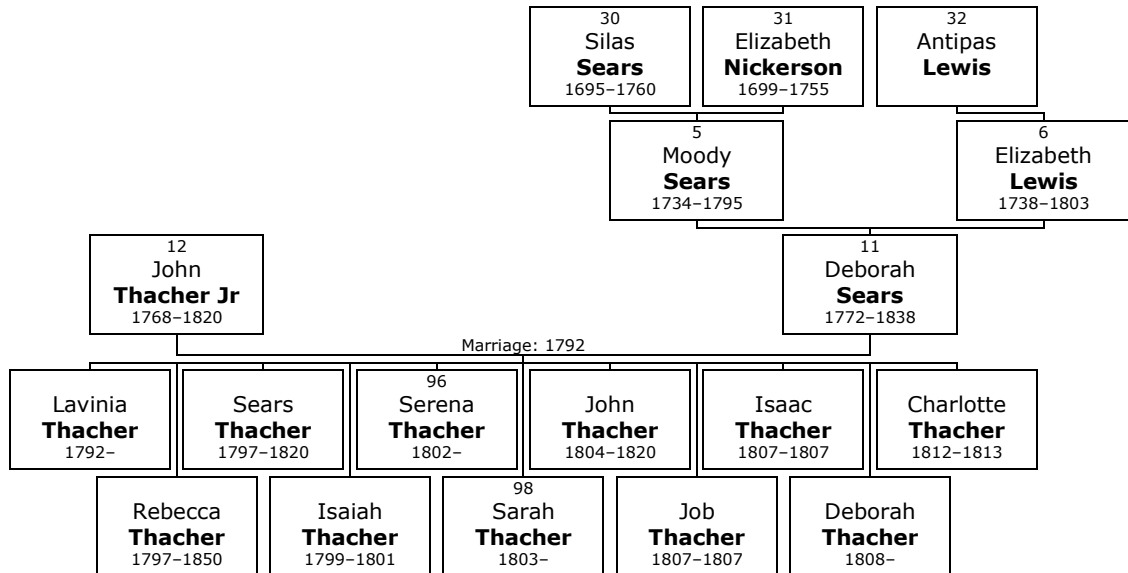 30
Silas
Sears
1695–1760
31
Elizabeth
Nickerson
1699–1755
32
Antipas
Lewis
5
Moody
Sears
1734–1795
6
Elizabeth
Lewis
1738–1803
12
John
Thacher Jr
1768–1820
11
Deborah
Sears
1772–1838
Marriage: 1792
Lavinia
Thacher
1792–
Sears
Thacher
1797–1820
96
Serena
Thacher
1802–
John
Thacher
1804–1820
Isaac
Thacher
1807–1807
Charlotte
Thacher
1812–1813
Rebecca
Thacher
1797–1850
Isaiah
Thacher
1799–1801
98
Sarah
Thacher
1803–
Job
Thacher
1807–1807
Deborah
Thacher
1808–